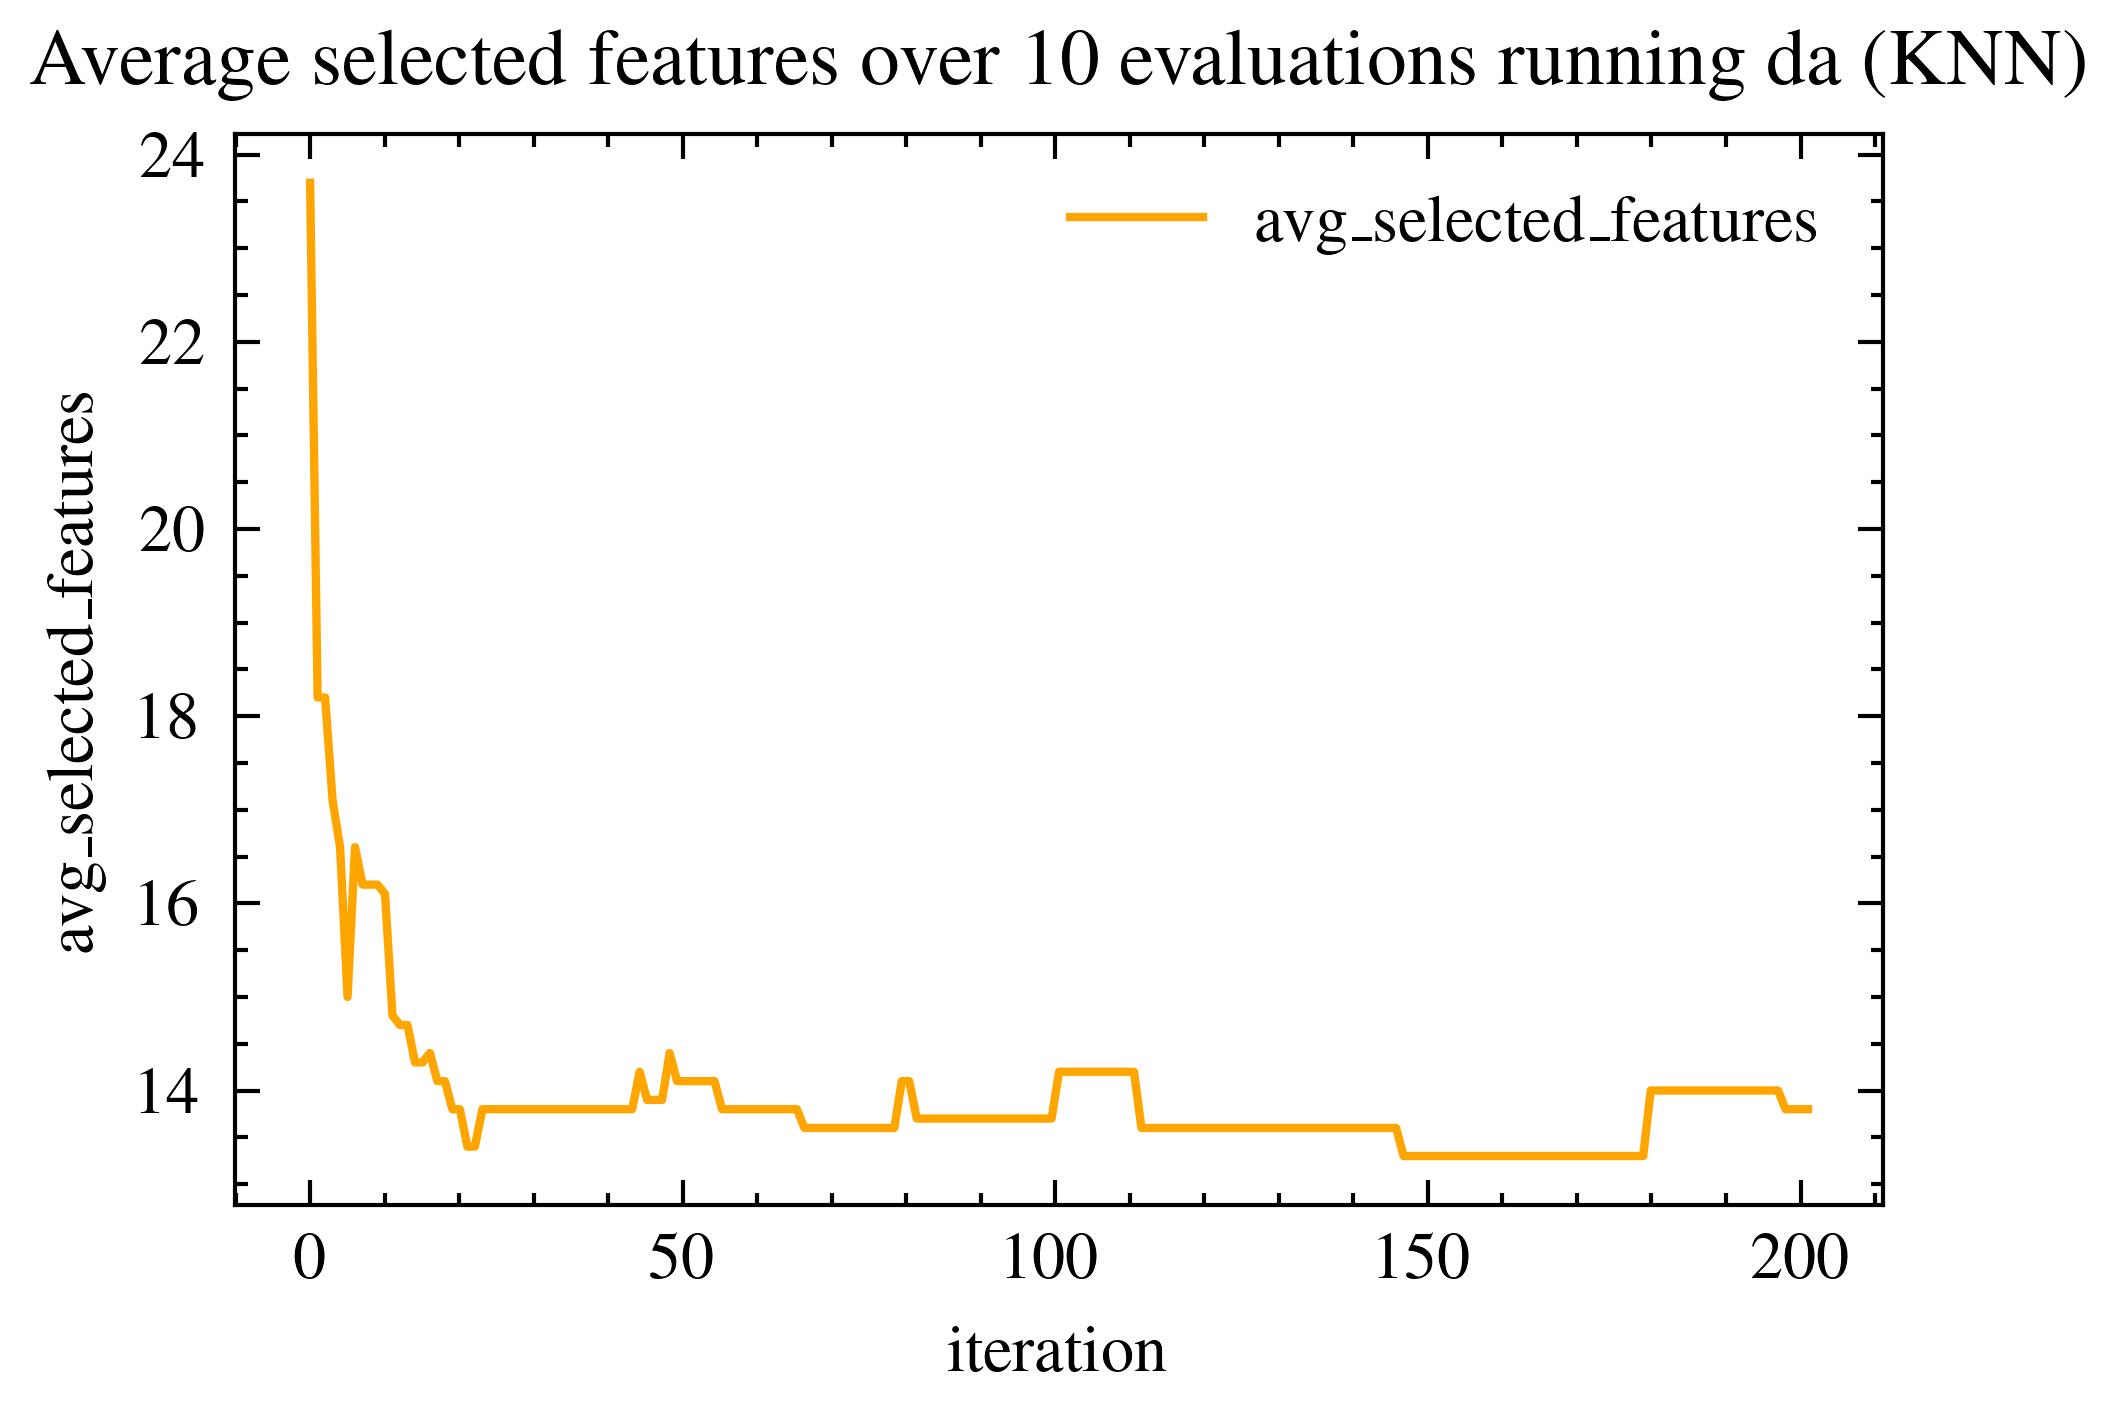 Average selected features over 10 evaluations running da (KNN)
avg_selected_features
24
22
20
18
16
14
avg_selected_features
0 50 100 150 200
iteration